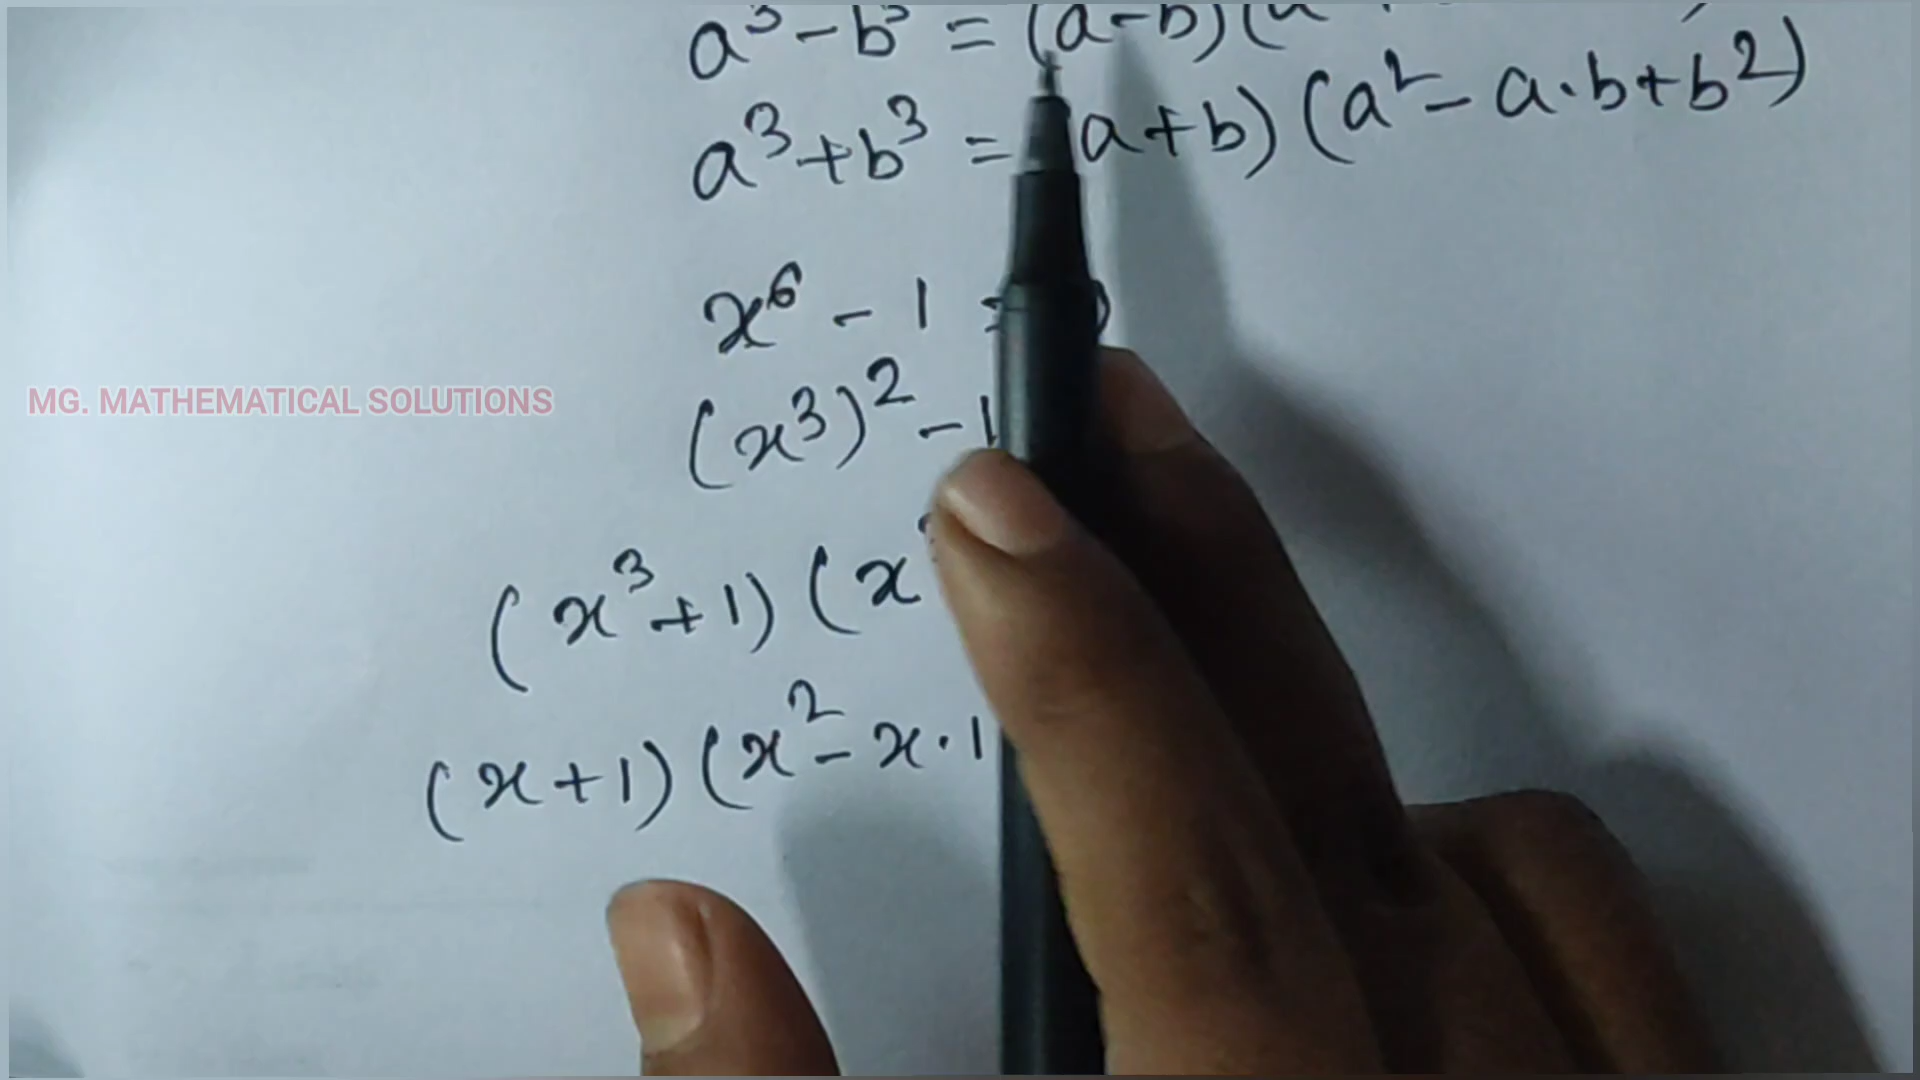 a³ - b³ = (a-b)(a
a³ + b³ = a+b) (a² - a·b + b²)
x⁶ - 1 =
MG. MATHEMATICAL SOLUTIONS
(x³)² - 1
(x³ + 1) (x
(x + 1) (x² - x · 1